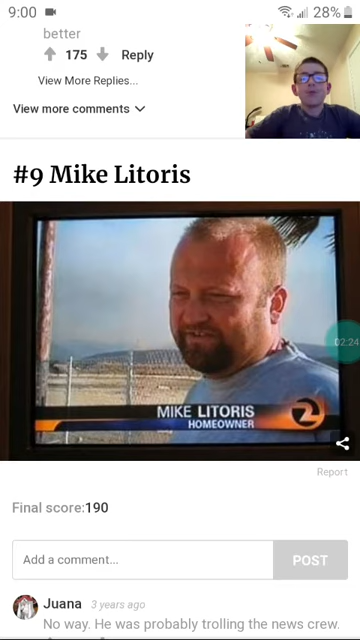 9:00
28%
better
175 Reply
View More Replies...
View more comments
#9 Mike Litoris
02:24
MIKE LITORIS
HOMEOWNER
2
Report
Final score:190
Add a comment...
POST
Juana 3 years ago
No way. He was probably trolling the news crew.